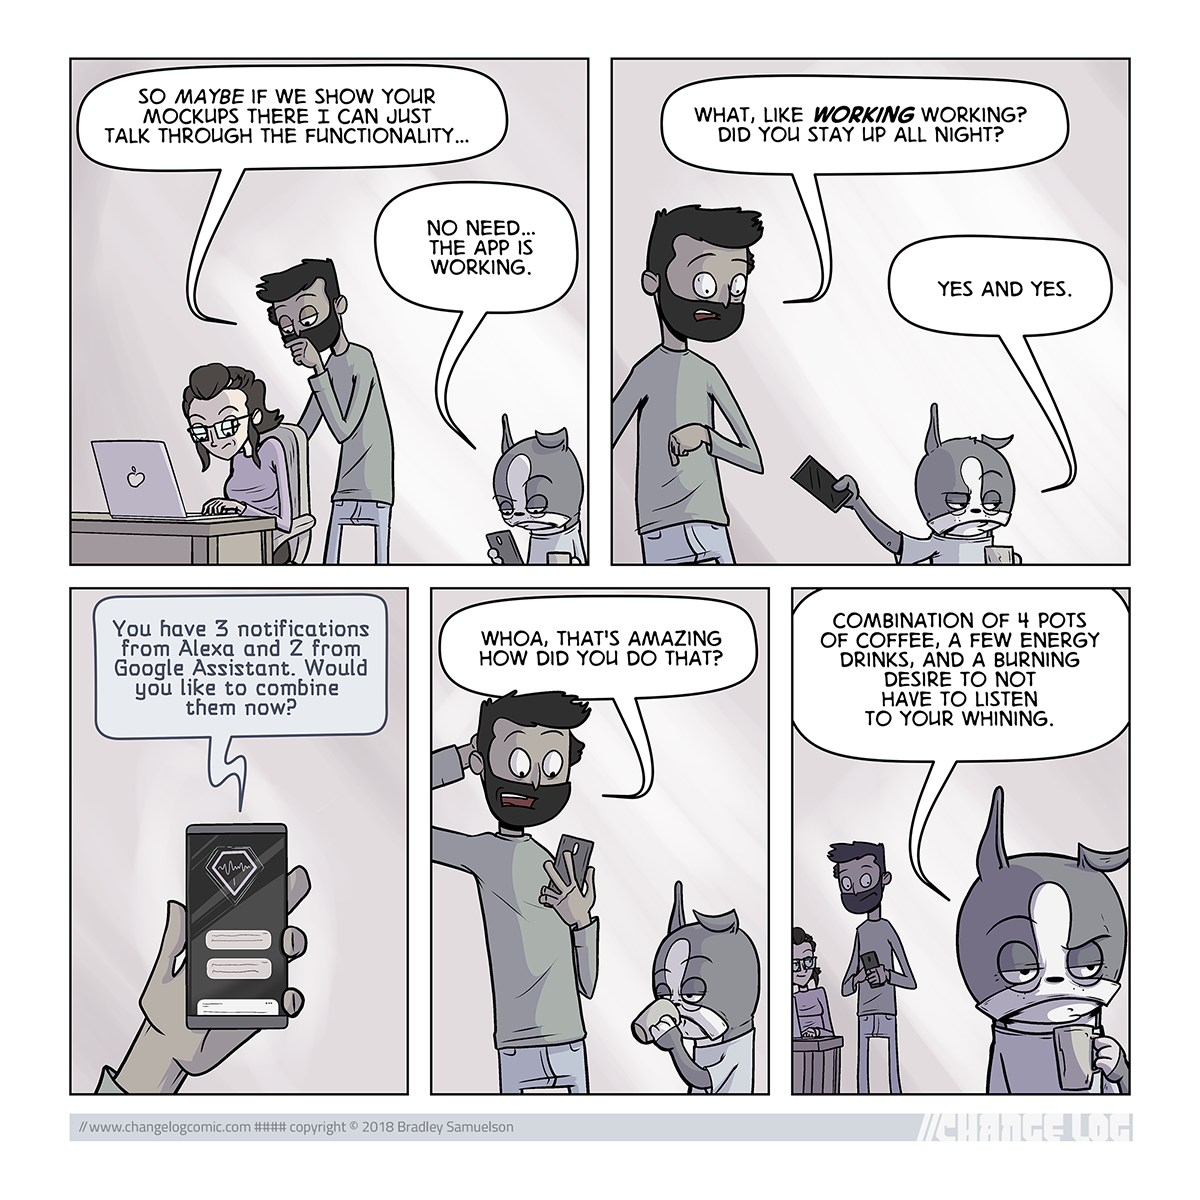 SO MAYBE IF WE SHOW YOUR
MOCKUPS THERE I CAN JUST
TALK THROUGH THE FUNCTIONALITY...
NO NEED...
THE APP IS
WORKING.
WHAT, LIKE WORKING WORKING?
DID YOU STAY UP ALL NIGHT?
YES AND YES.
You have 3 notifications
from Alexa and 2 from
Google Assistant. Would
you like to combine
them now?
WHOA, THAT'S AMAZING
HOW DID YOU DO THAT?
COMBINATION OF 4 POTS
OF COFFEE, A FEW ENERGY
DRINKS, AND A BURNING
DESIRE TO NOT
HAVE TO LISTEN
TO YOUR WHINING.
// www.changelogcomic.com #### copyright © 2018 Bradley Samuelson
//CHANGE LOG